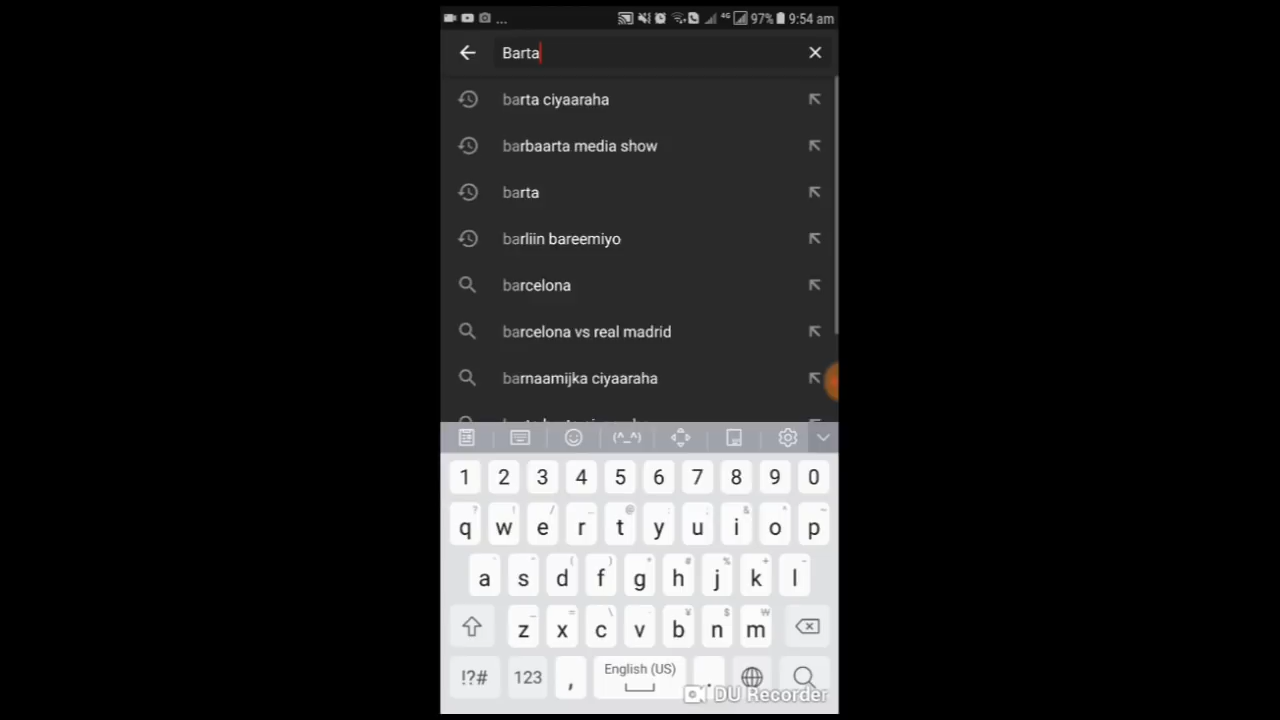 ... 4G 97% 9:54 am
Barta
barta ciyaaraha
barbaarta media show
barta
barliin bareemiyo
barcelona
barcelona vs real madrid
barnaamijka ciyaaraha
(^_^)
1 2 3 4 5 6 7 8 9 0
q w e r t y u i o p
a s d f g h j k l
z x c v b n m
!?# 123 , English (US) .
DU Recorder